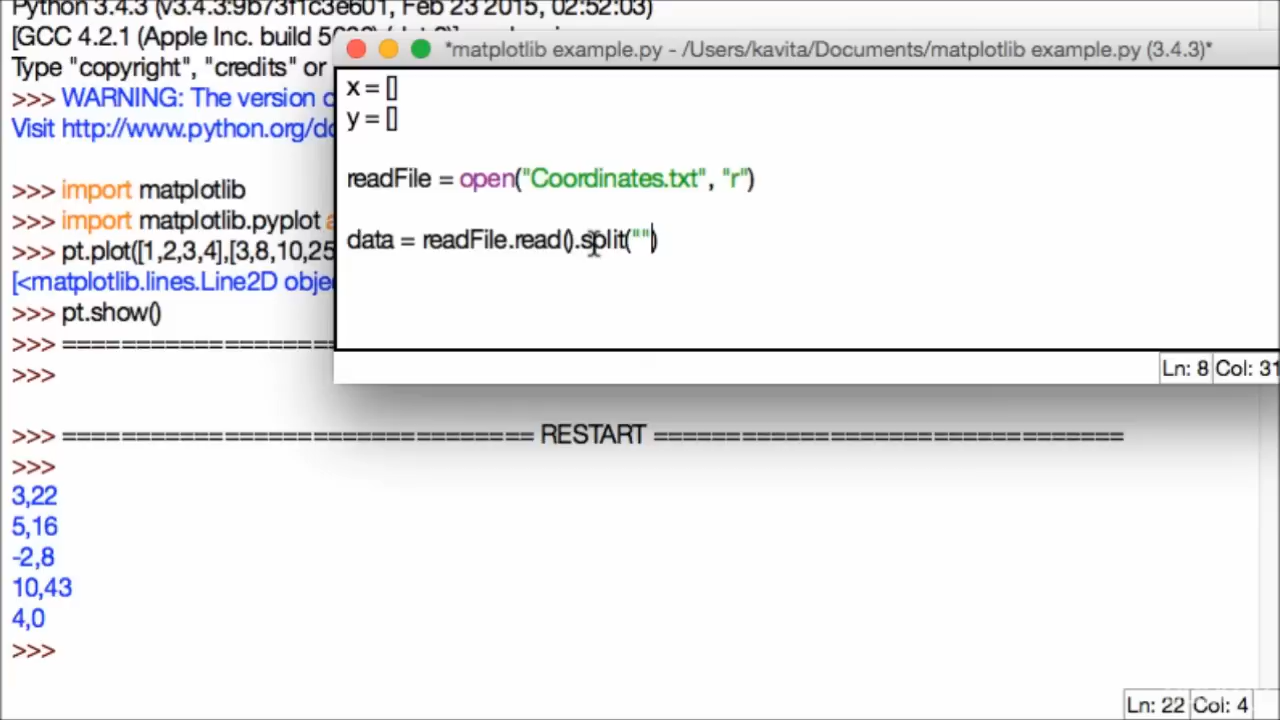 Python 3.4.3 (v3.4.3:9b73f1c3e601, Feb 23 2015, 02:52:03)
[GCC 4.2.1 (Apple Inc. build
Type "copyright", "credits" or
>>> WARNING: The version
Visit http://www.python.org/do
>>> import matplotlib
>>> import matplotlib.pyplot
>>> pt.plot([1,2,3,4],[3,8,10,25
[<matplotlib.lines.Line2D obje
>>> pt.show()
>>> ==================
>>>
>>> ================================ RESTART ================================
>>>
3,22
5,16
-2,8
10,43
4,0
>>>
Ln: 22 Col: 4
*matplotlib example.py - /Users/kavita/Documents/matplotlib example.py (3.4.3)*
x = []
y = []
readFile = open("Coordinates.txt", "r")
data = readFile.read().split("")
Ln: 8 Col: 31